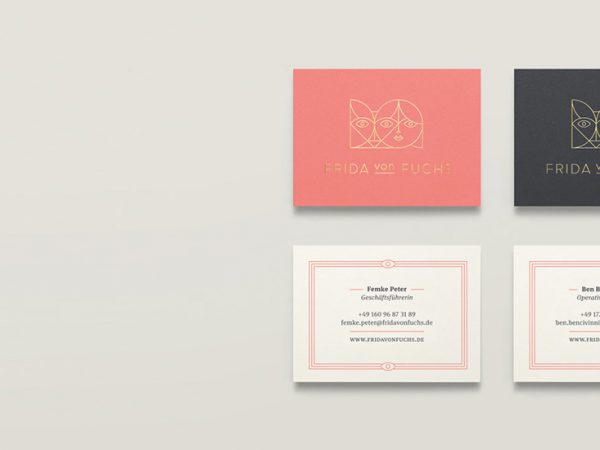 FRIDA von FUCHS
FRIDA v
Femke Peter
Geschäftsführerin
+49 160 96 87 31 89
femke.peter@fridavonfuchs.de
WWW.FRIDAVONFUCHS.DE
Ben B
Operativ
+49 17
ben.bencivinni
WWW.FRID